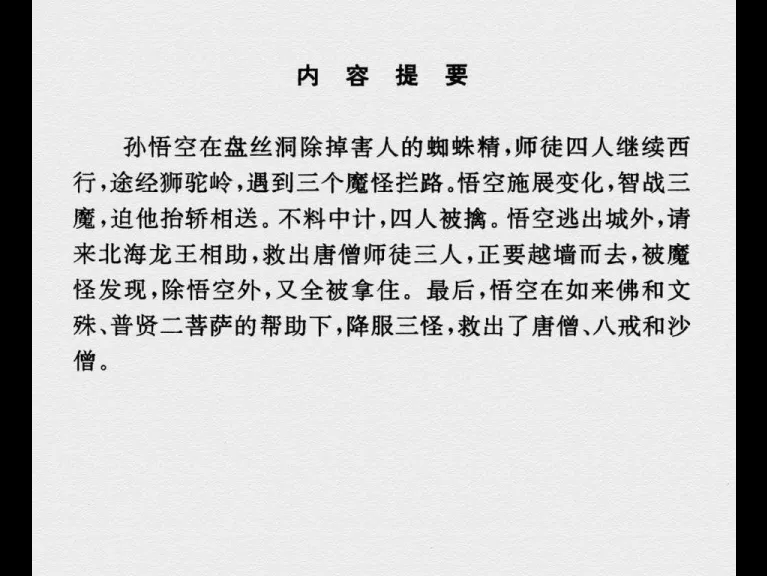 内容提要
孙悟空在盘丝洞除掉害人的蜘蛛精，师徒四人继续西
行，途经狮驼岭，遇到三个魔怪拦路。悟空施展变化，智战三
魔，迫他抬轿相送。不料中计，四人被擒。悟空逃出城外，请
来北海龙王相助，救出唐僧师徒三人，正要越墙而去，被魔
怪发现，除悟空外，又全被拿住。最后，悟空在如来佛和文
殊、普贤二菩萨的帮助下，降服三怪，救出了唐僧、八戒和沙
僧。